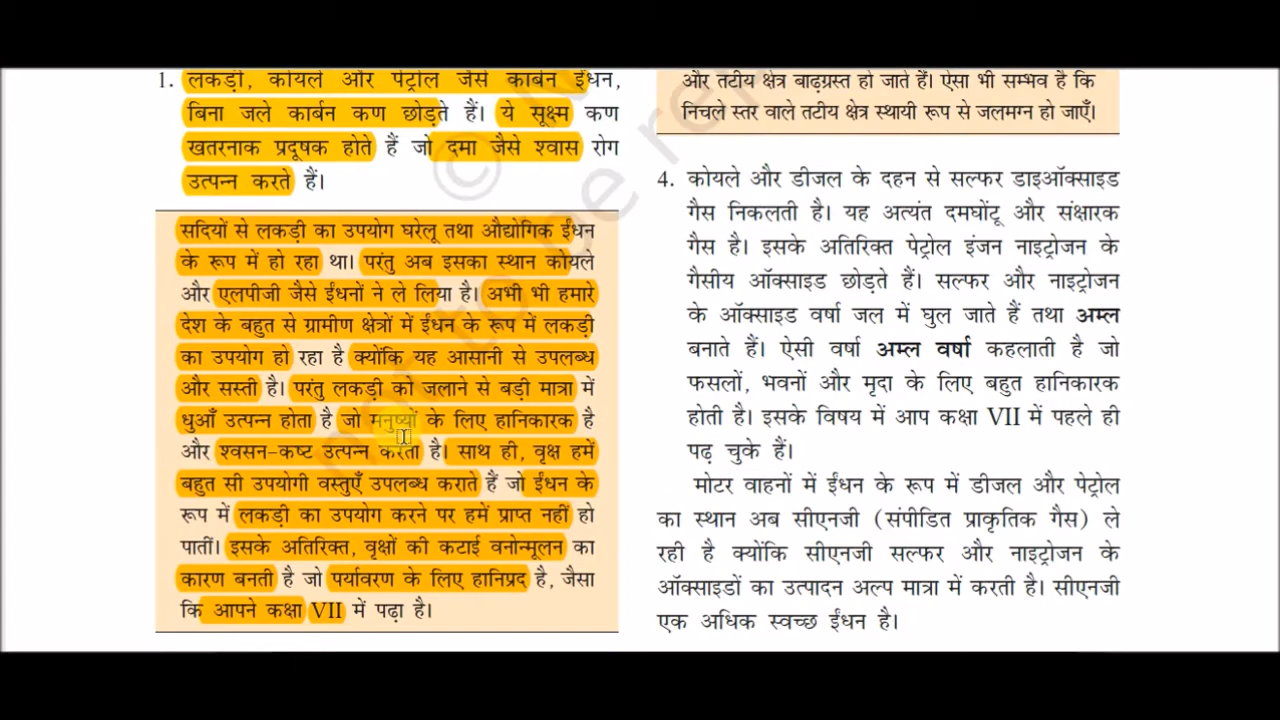 1. लकड़ी, कोयले और पेट्रोल जैसे कार्बन ईंधन,
बिना जले कार्बन कण छोड़ते हैं। ये सूक्ष्म कण
खतरनाक प्रदूषक होते हैं जो दमा जैसे श्वास रोग
उत्पन्न करते हैं।
सदियों से लकड़ी का उपयोग घरेलू तथा औद्योगिक ईंधन
के रूप में हो रहा था। परंतु अब इसका स्थान कोयले
और एलपीजी जैसे ईंधनों ने ले लिया है। अभी भी हमारे
देश के बहुत से ग्रामीण क्षेत्रों में ईंधन के रूप में लकड़ी
का उपयोग हो रहा है क्योंकि यह आसानी से उपलब्ध
और सस्ती है। परंतु लकड़ी को जलाने से बड़ी मात्रा में
धुआँ उत्पन्न होता है जो मनुष्यों के लिए हानिकारक है
और श्वसन-कष्ट उत्पन्न करता है। साथ ही, वृक्ष हमें
बहुत सी उपयोगी वस्तुएँ उपलब्ध कराते हैं जो ईंधन के
रूप में लकड़ी का उपयोग करने पर हमें प्राप्त नहीं हो
पातीं। इसके अतिरिक्त, वृक्षों की कटाई वनोन्मूलन का
कारण बनती है जो पर्यावरण के लिए हानिप्रद है, जैसा
कि आपने कक्षा VII में पढ़ा है।
और तटीय क्षेत्र बाढ़ग्रस्त हो जाते हैं। ऐसा भी सम्भव है कि
निचले स्तर वाले तटीय क्षेत्र स्थायी रूप से जलमग्न हो जाएँ।
4. कोयले और डीजल के दहन से सल्फर डाइऑक्साइड
गैस निकलती है। यह अत्यंत दमघोंटू और संक्षारक
गैस है। इसके अतिरिक्त पेट्रोल इंजन नाइट्रोजन के
गैसीय ऑक्साइड छोड़ते हैं। सल्फर और नाइट्रोजन
के ऑक्साइड वर्षा जल में घुल जाते हैं तथा अम्ल
बनाते हैं। ऐसी वर्षा अम्ल वर्षा कहलाती है जो
फसलों, भवनों और मृदा के लिए बहुत हानिकारक
होती है। इसके विषय में आप कक्षा VII में पहले ही
पढ़ चुके हैं।
मोटर वाहनों में ईंधन के रूप में डीजल और पेट्रोल
का स्थान अब सीएनजी (संपीडित प्राकृतिक गैस) ले
रही है क्योंकि सीएनजी सल्फर और नाइट्रोजन के
ऑक्साइडों का उत्पादन अल्प मात्रा में करती है। सीएनजी
एक अधिक स्वच्छ ईंधन है।
not to be re
©